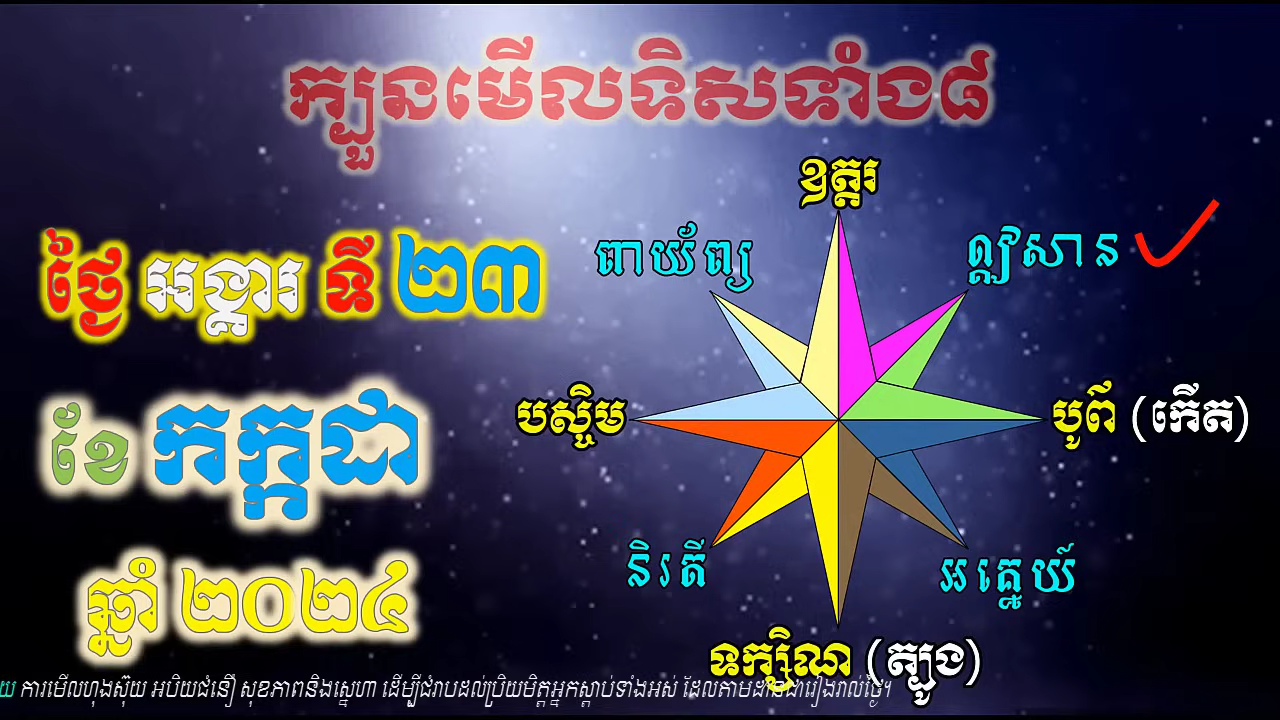 ក្បួនមើលទិសទាំង៨
ឧត្តរ
ពាយ័ព្យ
ឦសាន
ថ្ងៃ អង្គារ ទី ២៣
បស្ចិម
បូព៌ (កើត)
ខែ កក្កដា
និរតី
អគ្នេយ៍
ឆ្នាំ ២០២៤
ទក្សិណ (ត្បូង)
យ ការមើលហុងស៊ុយ អបិយជំនឿ សុខភាពនិងស្នេហា ដើម្បីជំរាបដល់ប្រិយមិត្តអ្នកស្តាប់ទាំងអស់ ដែលតាមដានជារៀងរាល់ថ្ងៃ។